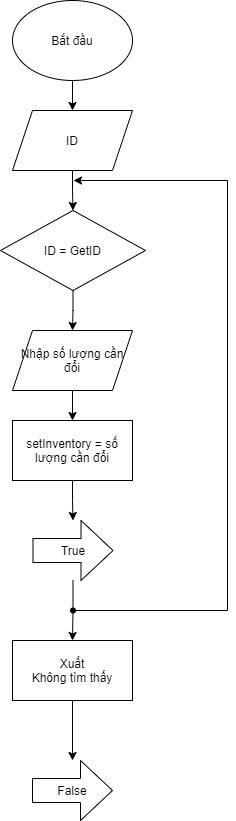 Bắt đầu
ID
ID = GetID
Nhập số lượng cần
đổi
setInventory = số
lượng cần đổi
True
Xuất
Không tìm thấy
False